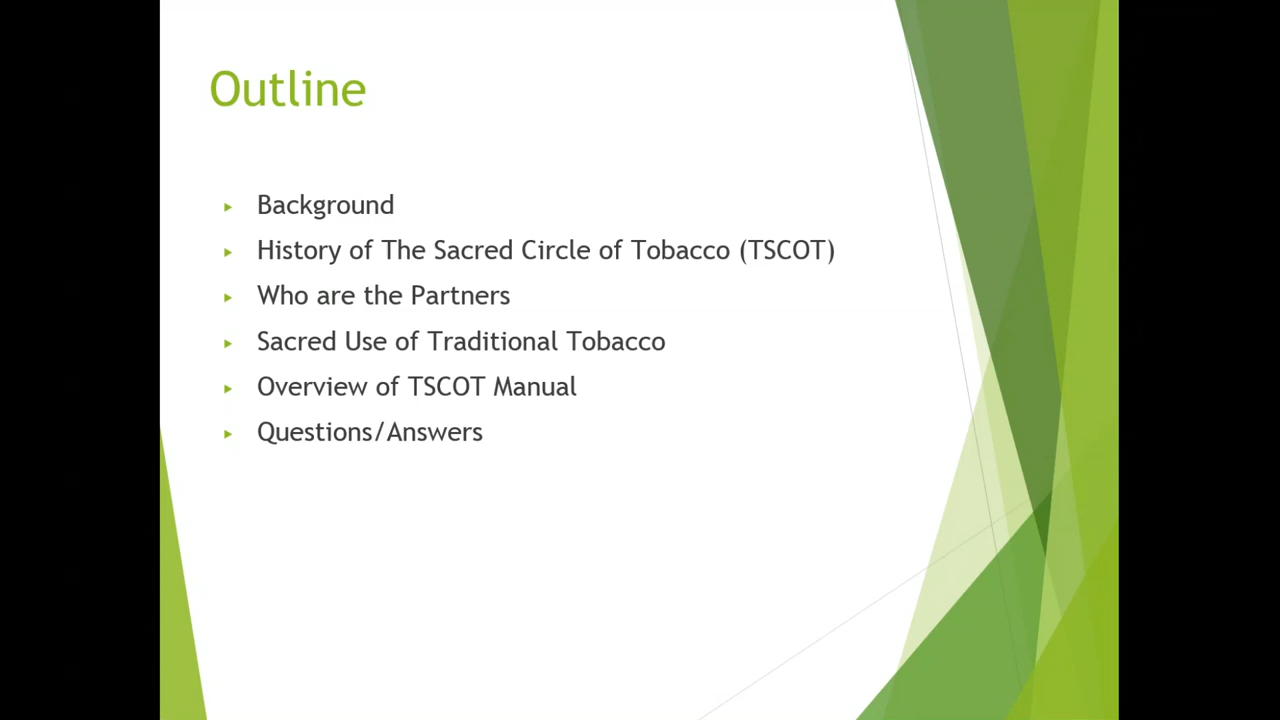 Outline
Background
History of The Sacred Circle of Tobacco (TSCOT)
Who are the Partners
Sacred Use of Traditional Tobacco
Overview of TSCOT Manual
Questions/Answers